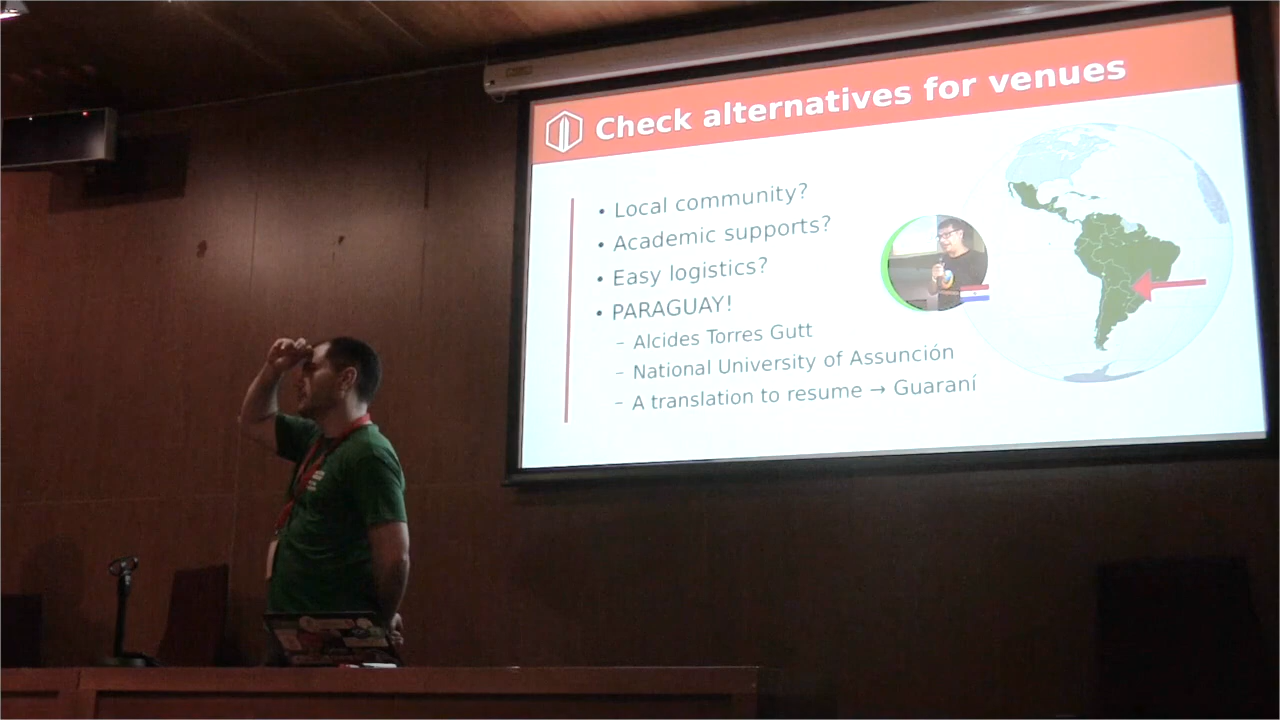 Check alternatives for venues
• Local community?
• Academic supports?
• Easy logistics?
• PARAGUAY!
– Alcides Torres Gutt
– National University of Assunción
– A translation to resume → Guaraní